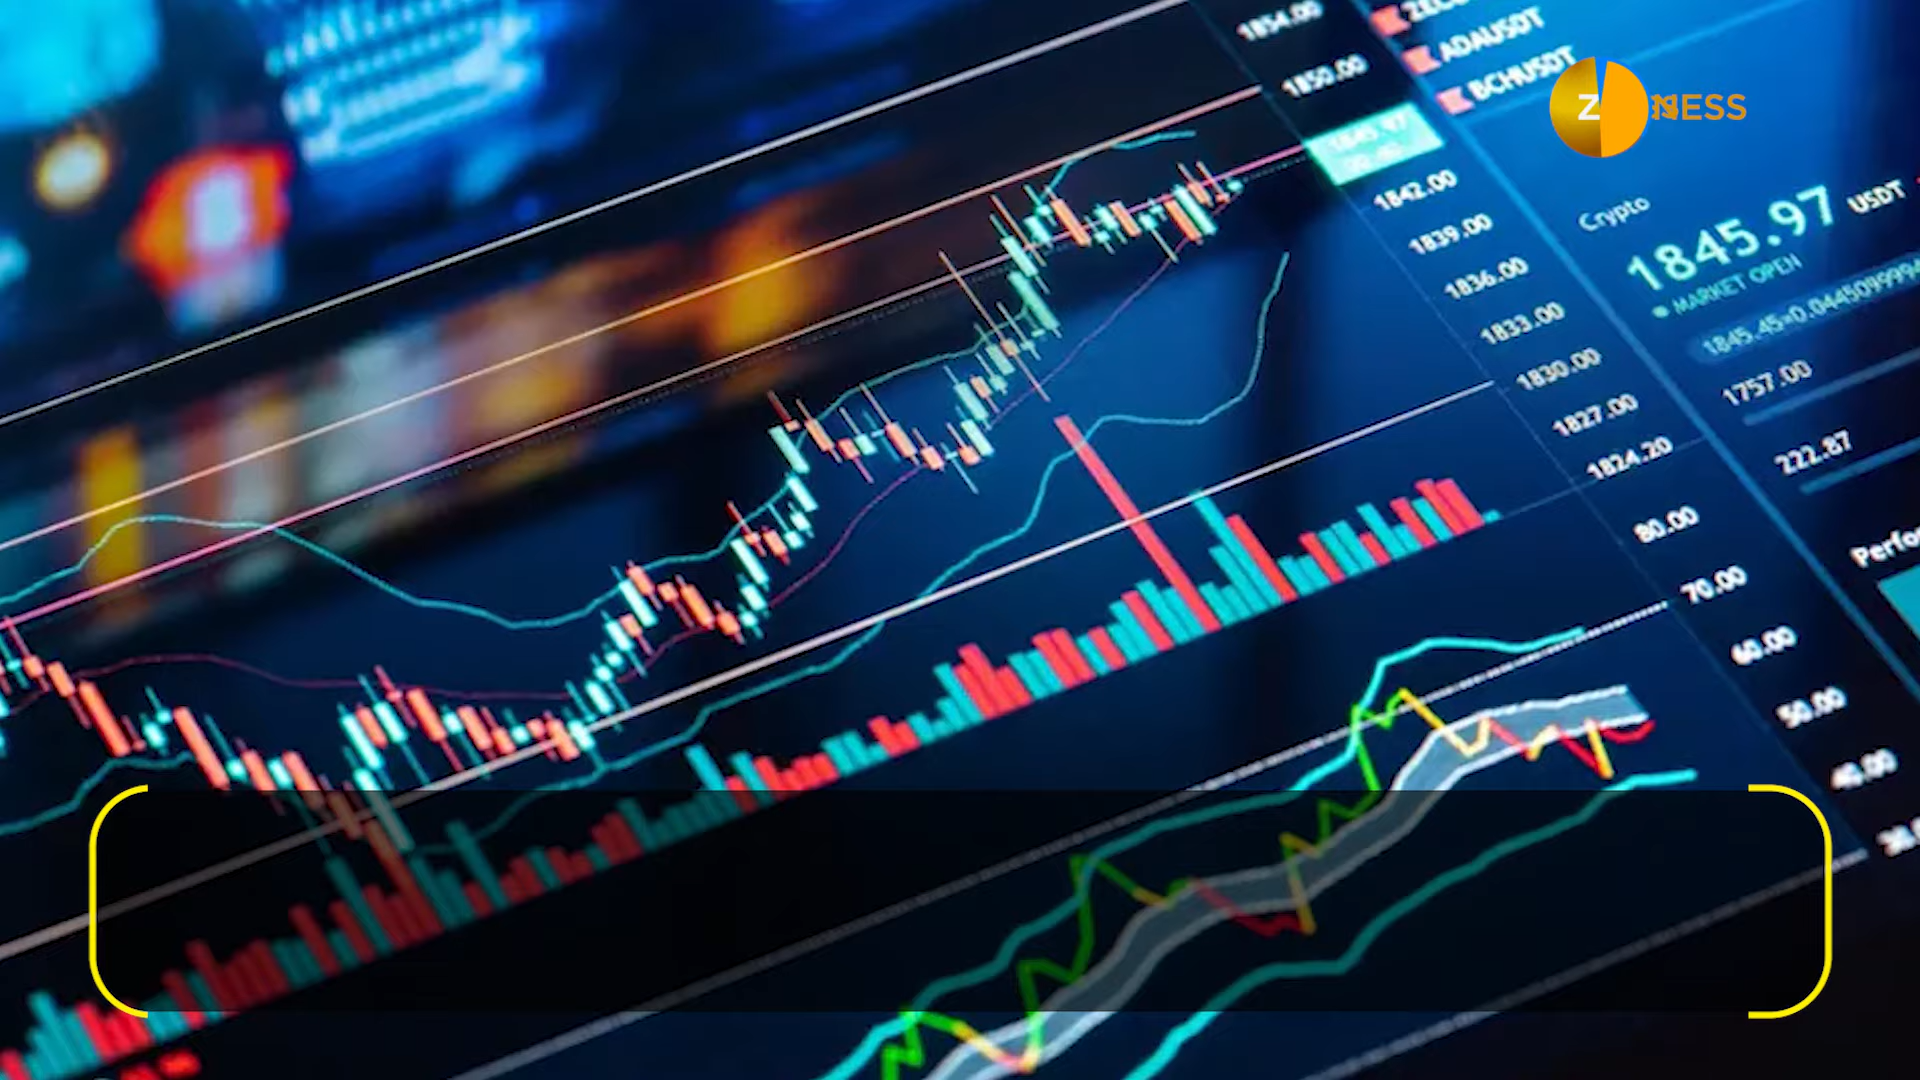 1854.00
1850.00
1842.00
1839.00
1836.00
1833.00
1830.00
1827.00
1824.20
80.00
70.00
60.00
50.00
40.00
ADAUSDT
BCHUSDT
Z
NESS
Crypto
1845.97 USDT
MARKET OPEN
1757.00
222.87